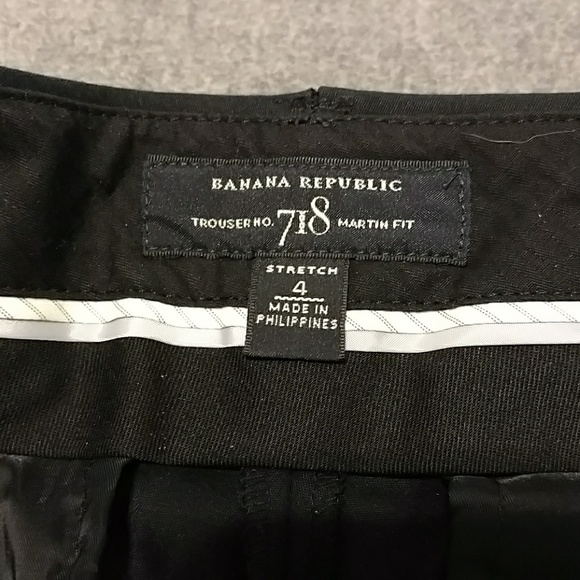 BANANA REPUBLIC
TROUSER NO. 718 MARTIN FIT
STRETCH
4
MADE IN
PHILIPPINES